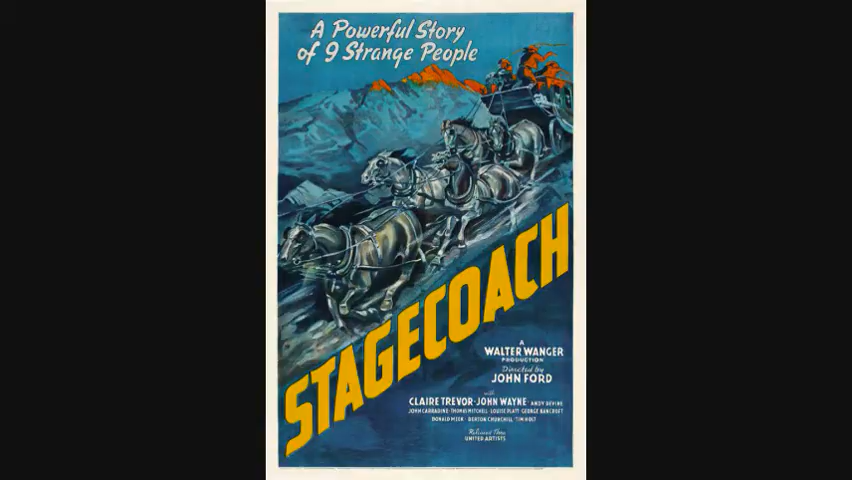 A Powerful Story
of 9 Strange People
STAGECOACH
A
WALTER WANGER
PRODUCTION
Directed by
JOHN FORD
with
CLAIRE TREVOR · JOHN WAYNE · ANDY DEVINE
JOHN CARRADINE · THOMAS MITCHELL · LOUISE PLATT · GEORGE BANCROFT
DONALD MEEK · BERTON CHURCHILL · TIM HOLT
Released Thru
UNITED ARTISTS